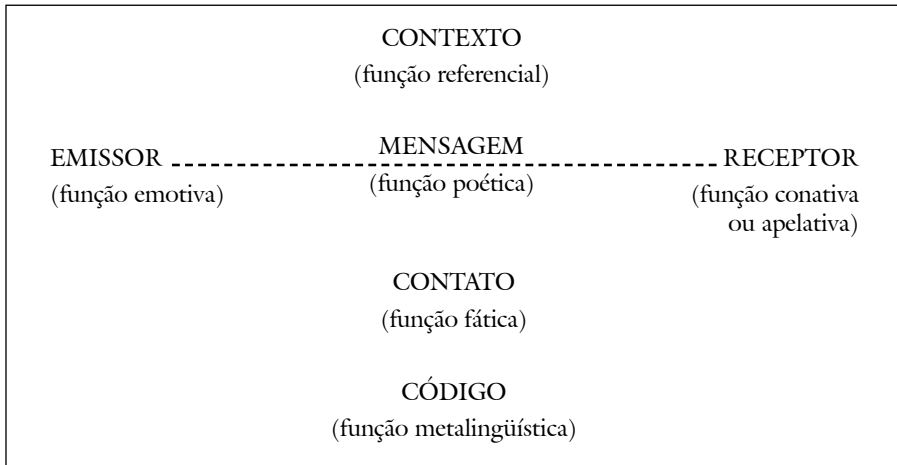 CONTEXTO
(função referencial)
EMISSOR MENSAGEM RECEPTOR
(função emotiva) (função poética) (função conativa
ou apelativa)
CONTATO
(função fática)
CÓDIGO
(função metalingüística)